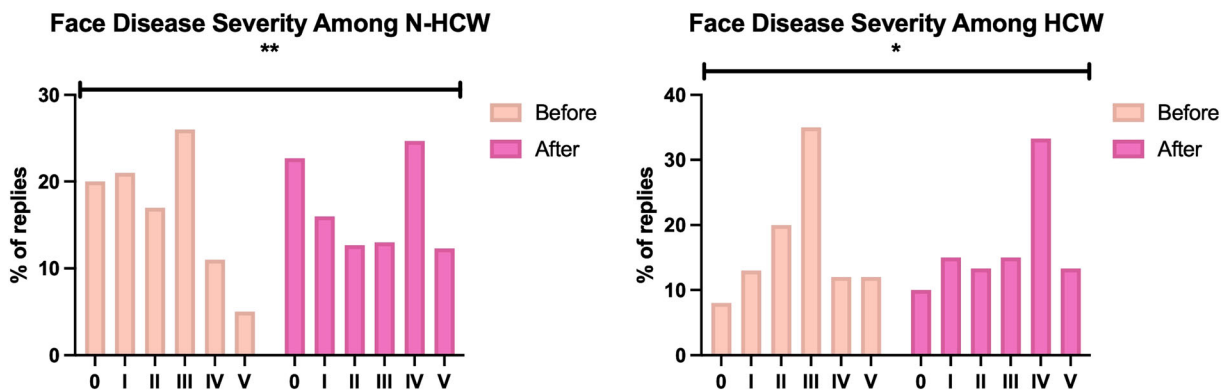 Face Disease Severity Among N-HCW
**
30
20
10
0
% of replies
0 I II III IV V 0 I II III IV V
Before
After
Face Disease Severity Among HCW
*
40
30
20
10
0
% of replies
0 I II III IV V 0 I II III IV V
Before
After